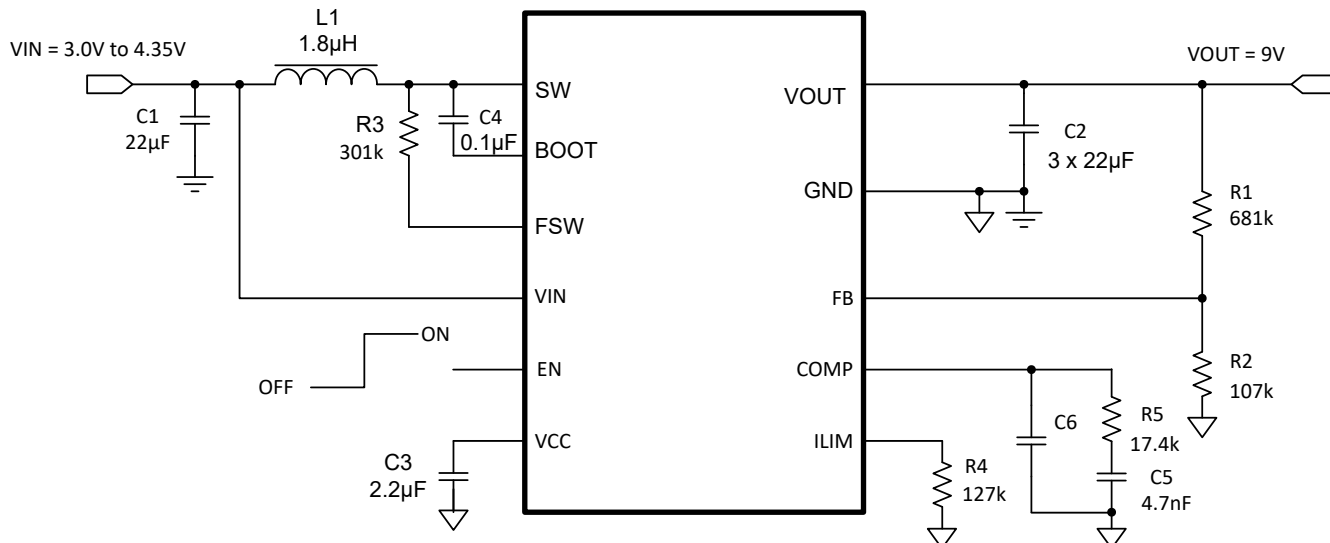 VIN = 3.0V to 4.35V
L1
1.8µH
C1
22µF
R3
301k
C4
0.1µF
SW
BOOT
FSW
VIN
EN
VCC
OFF
ON
C3
2.2µF
VOUT
GND
FB
COMP
ILIM
VOUT = 9V
C2
3 x 22µF
R1
681k
R2
107k
C6
R5
17.4k
C5
4.7nF
R4
127k